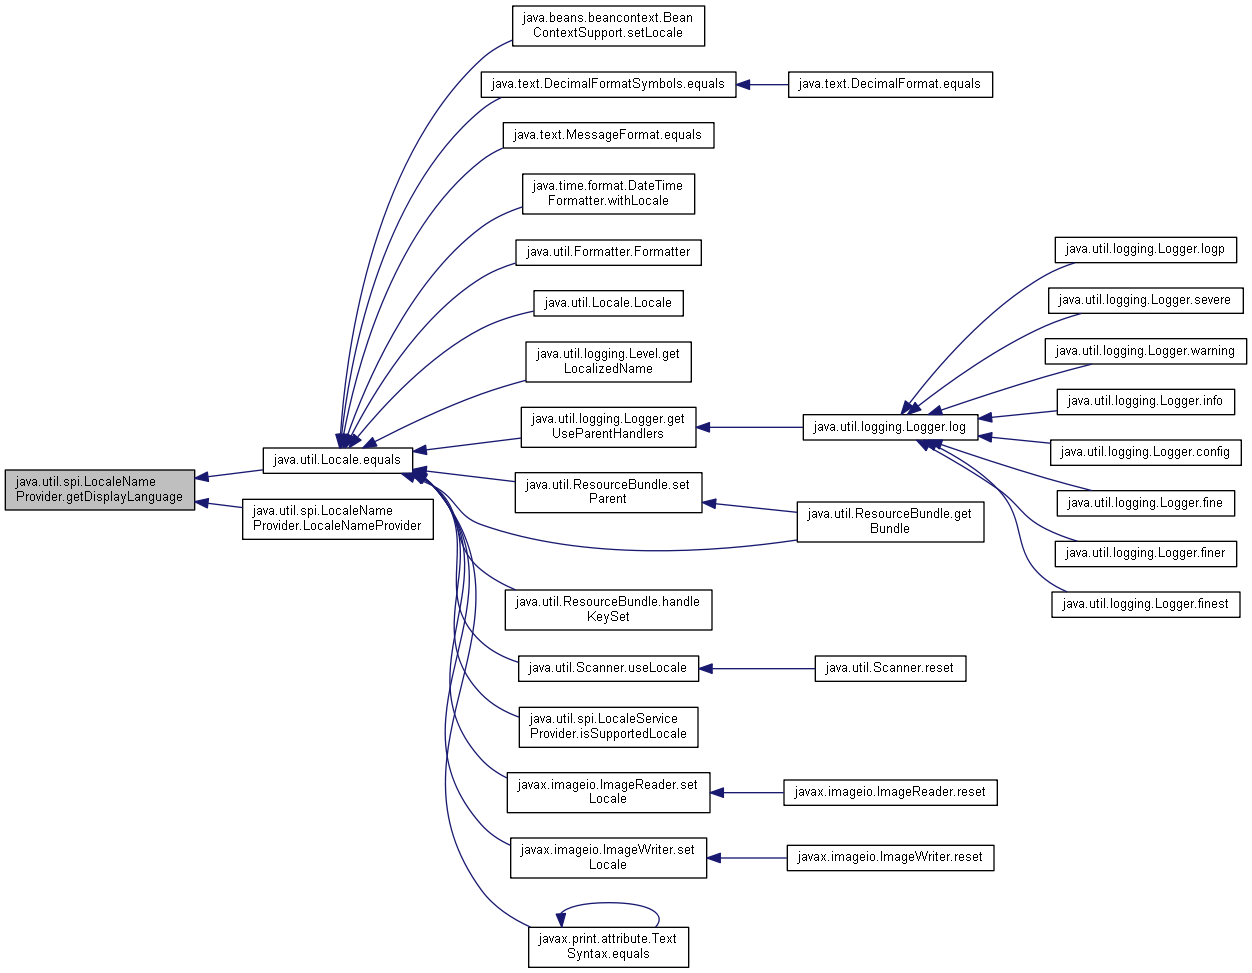 java.beans.beancontext.Bean
ContextSupport.setLocale
java.text.DecimalFormatSymbols.equals
java.text.DecimalFormat.equals
java.text.MessageFormat.equals
java.time.format.DateTime
Formatter.withLocale
java.util.Formatter.Formatter
java.util.logging.Logger.logp
java.util.Locale.Locale
java.util.logging.Logger.severe
java.util.logging.Level.get
LocalizedName
java.util.logging.Logger.warning
java.util.logging.Logger.info
java.util.logging.Logger.get
UseParentHandlers
java.util.logging.Logger.log
java.util.logging.Logger.config
java.util.Locale.equals
java.util.spi.LocaleName
Provider.getDisplayLanguage
java.util.ResourceBundle.set
Parent
java.util.logging.Logger.fine
java.util.spi.LocaleName
Provider.LocaleNameProvider
java.util.ResourceBundle.get
Bundle
java.util.logging.Logger.finer
java.util.ResourceBundle.handle
KeySet
java.util.logging.Logger.finest
java.util.Scanner.useLocale
java.util.Scanner.reset
java.util.spi.LocaleService
Provider.isSupportedLocale
javax.imageio.ImageReader.set
Locale
javax.imageio.ImageReader.reset
javax.imageio.ImageWriter.set
Locale
javax.imageio.ImageWriter.reset
javax.print.attribute.Text
Syntax.equals